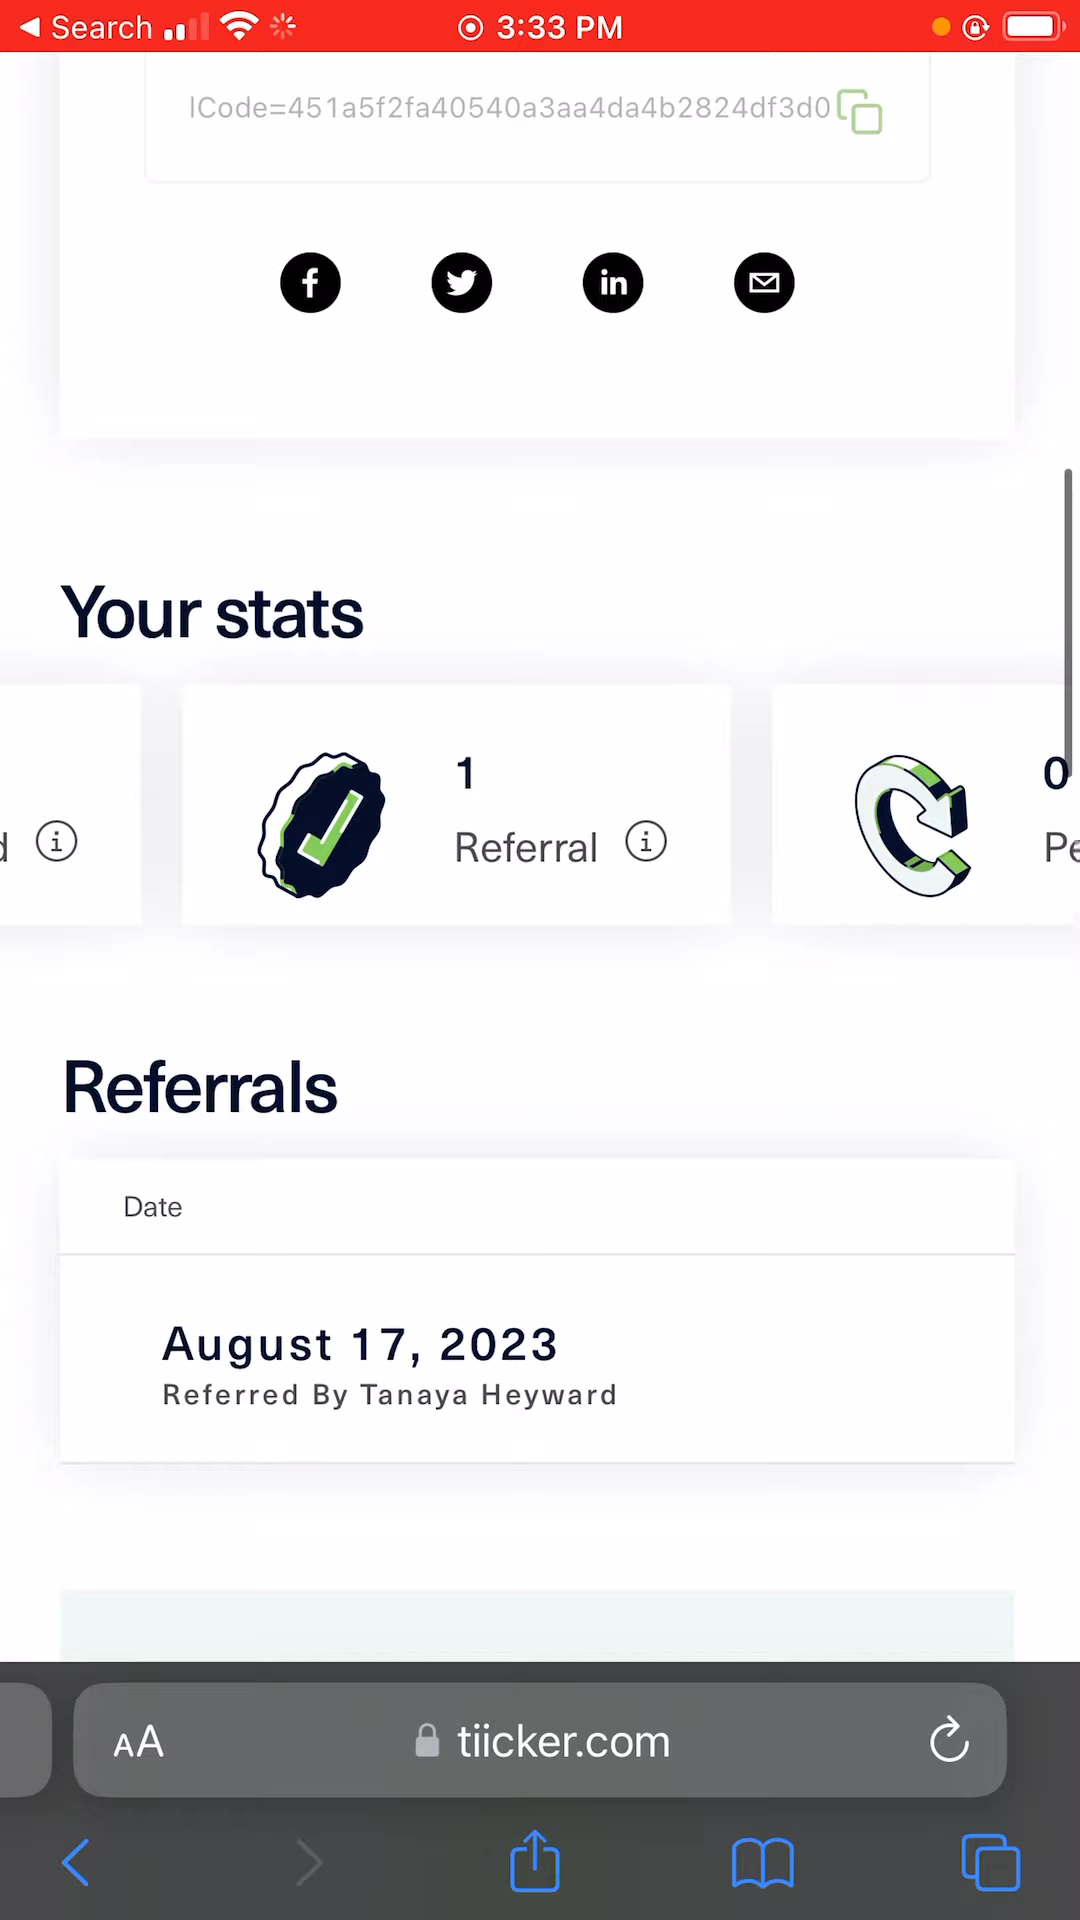 Search
3:33 PM
lCode=451a5f2fa40540a3aa4da4b2824df3d0
Your stats
1
Referral
0
Referrals
Date
August 17, 2023
Referred By Tanaya Heyward
AA
tiicker.com